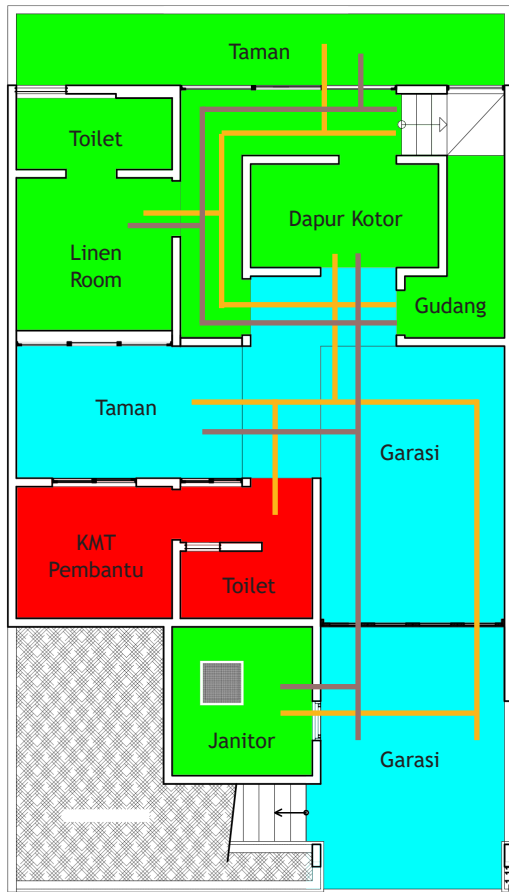 Taman
Toilet
Dapur Kotor
Linen
Room
Gudang
Taman
Garasi
KMT
Pembantu
Toilet
Janitor
Garasi